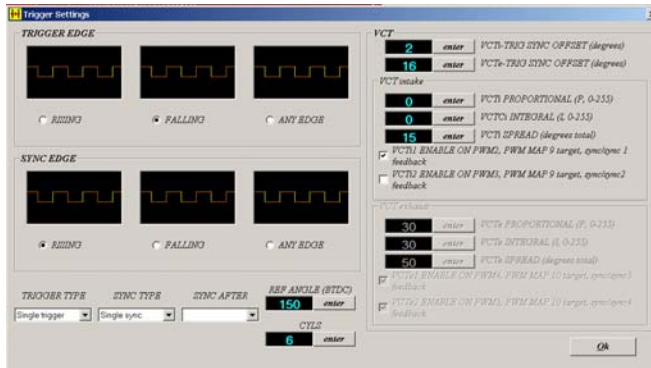 Trigger Settings
TRIGGER EDGE
RISING
FALLING
ANY EDGE
SYNC EDGE
RISING
FALLING
ANY EDGE
TRIGGER TYPE
SYNC TYPE
SYNC AFTER
Single trigger
Single sync
REF ANGLE (BTDC)
150 enter
CYLS
6 enter
VCT
2 enter VCTi-TRIG SYNC OFFSET (degrees)
16 enter VCTe-TRIG SYNC OFFSET (degrees)
VCT intake
0 enter VCTi PROPORTIONAL (P, 0-255)
0 enter VCTCi INTEGRAL (I, 0-255)
15 enter VCTi SPREAD (degrees total)
VCTi1 ENABLE ON PWM2, PWM MAP 9 target, sync/sync 1
feedback
VCTi2 ENABLE ON PWM3, PWM MAP 9 target, sync/sync2
feedback
VCT exhaust
30 enter VCTe PROPORTIONAL (P, 0-255)
30 enter VCTe INTEGRAL (I, 0-255)
50 enter VCTe SPREAD (degrees total)
VCTe1 ENABLE ON PWM4, PWM MAP 10 target, sync/sync3
feedback
VCTe2 ENABLE ON PWM5, PWM MAP 10 target, sync/sync4
feedback
Ok